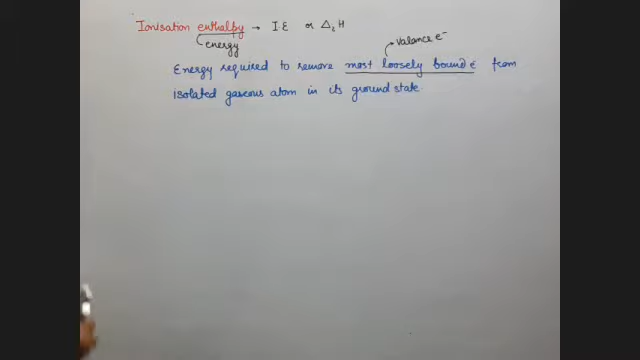 Ionisation enthalpy → IE or ΔᵢH
energy
valance e⁻
Energy required to remove most loosely bound e from
isolated gaseous atom in its ground state